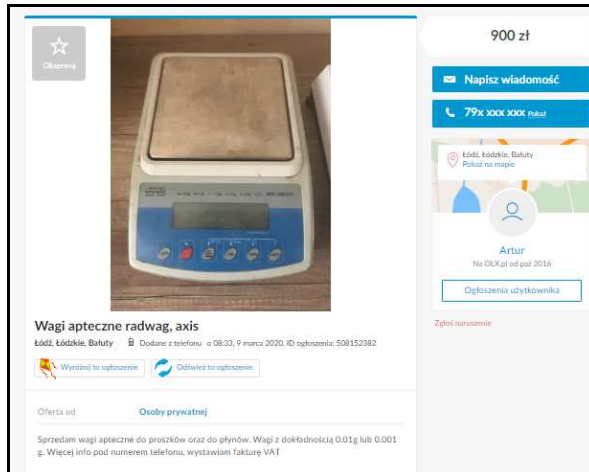 900 zł
Obserwuj
Napisz wiadomość
79x xxx xxx Pokaż
Łódź, Łódzkie, Bałuty
Pokaż na mapie
Artur
Na OLX.pl od paź 2016
Ogłoszenia użytkownika
Zgłoś naruszenie
Wagi apteczne radwag, axis
Łódź, Łódzkie, Bałuty Dodane z telefonu o 08:33, 9 marca 2020, ID ogłoszenia: 508152382
Wyróżnij to ogłoszenie Odśwież to ogłoszenie
Oferta od Osoby prywatnej
Sprzedam wagi apteczne do proszków oraz do płynów. Wagi z dokładnością 0.01g lub 0.001
g. Więcej info pod numerem telefonu, wystawiam fakturę VAT